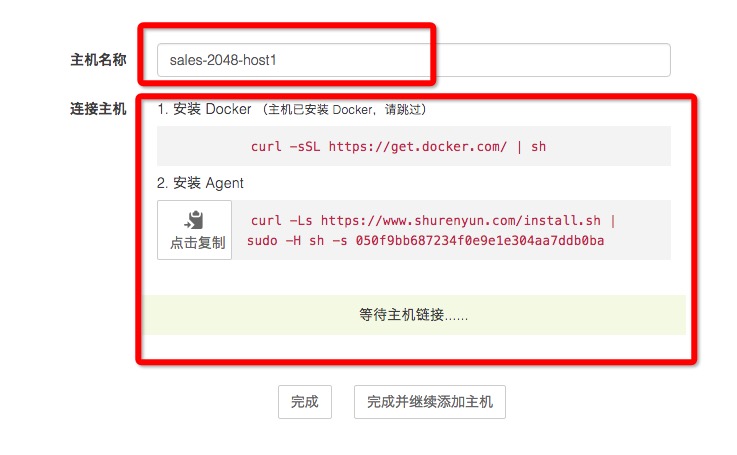 主机名称 sales-2048-host1
连接主机 1. 安装 Docker （主机已安装 Docker，请跳过）
curl -sSL https://get.docker.com/ | sh
2. 安装 Agent
点击复制
curl -Ls https://www.shurenyun.com/install.sh |
sudo -H sh -s 050f9bb687234f0e9e1e304aa7ddb0ba
等待主机链接......
完成 完成并继续添加主机